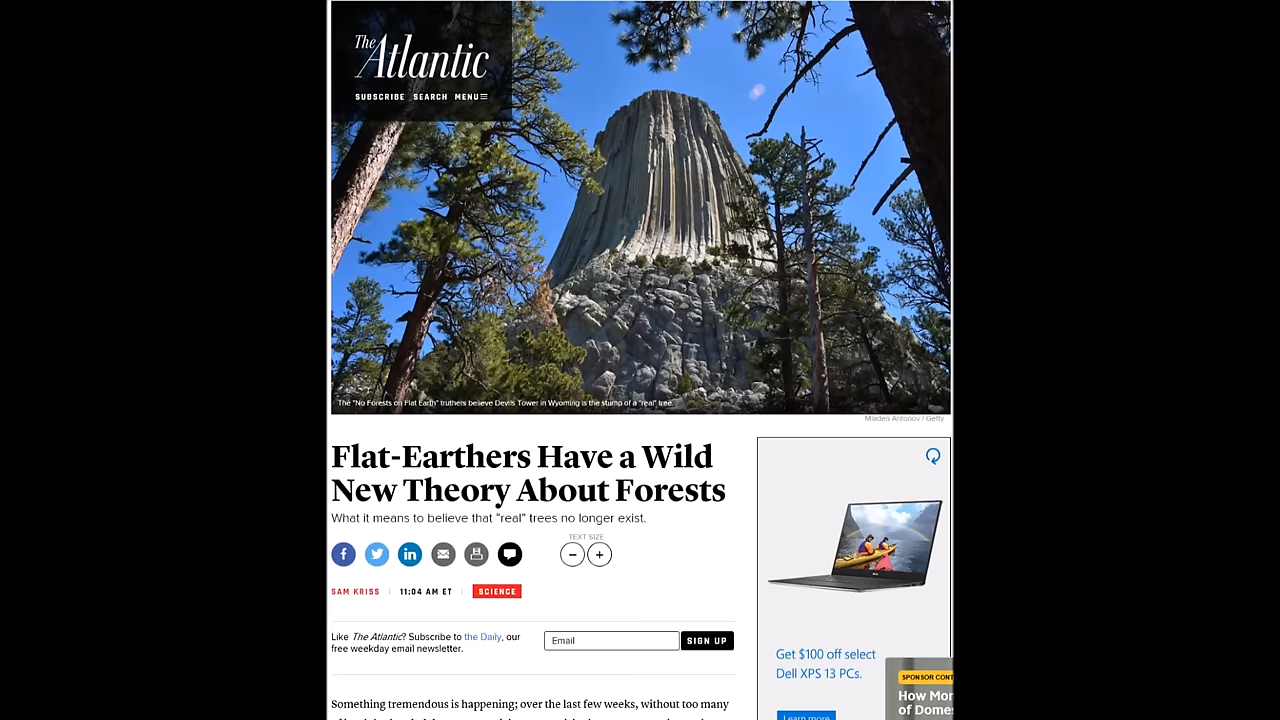 The Atlantic
SUBSCRIBE SEARCH MENU
The "No Forests on Flat Earth" truthers believe Devils Tower in Wyoming is the stump of a "real" tree.
Mladen Antonov / Getty
Flat-Earthers Have a Wild
New Theory About Forests
What it means to believe that “real” trees no longer exist.
TEXT SIZE
SAM KRISS
11:04 AM ET
SCIENCE
Like The Atlantic? Subscribe to the Daily, our
free weekday email newsletter.
Email
SIGN UP
Something tremendous is happening; over the last few weeks, without too many
Get $100 off select
Dell XPS 13 PCs.
Learn more
SPONSOR CONT
How Mor
of Domes